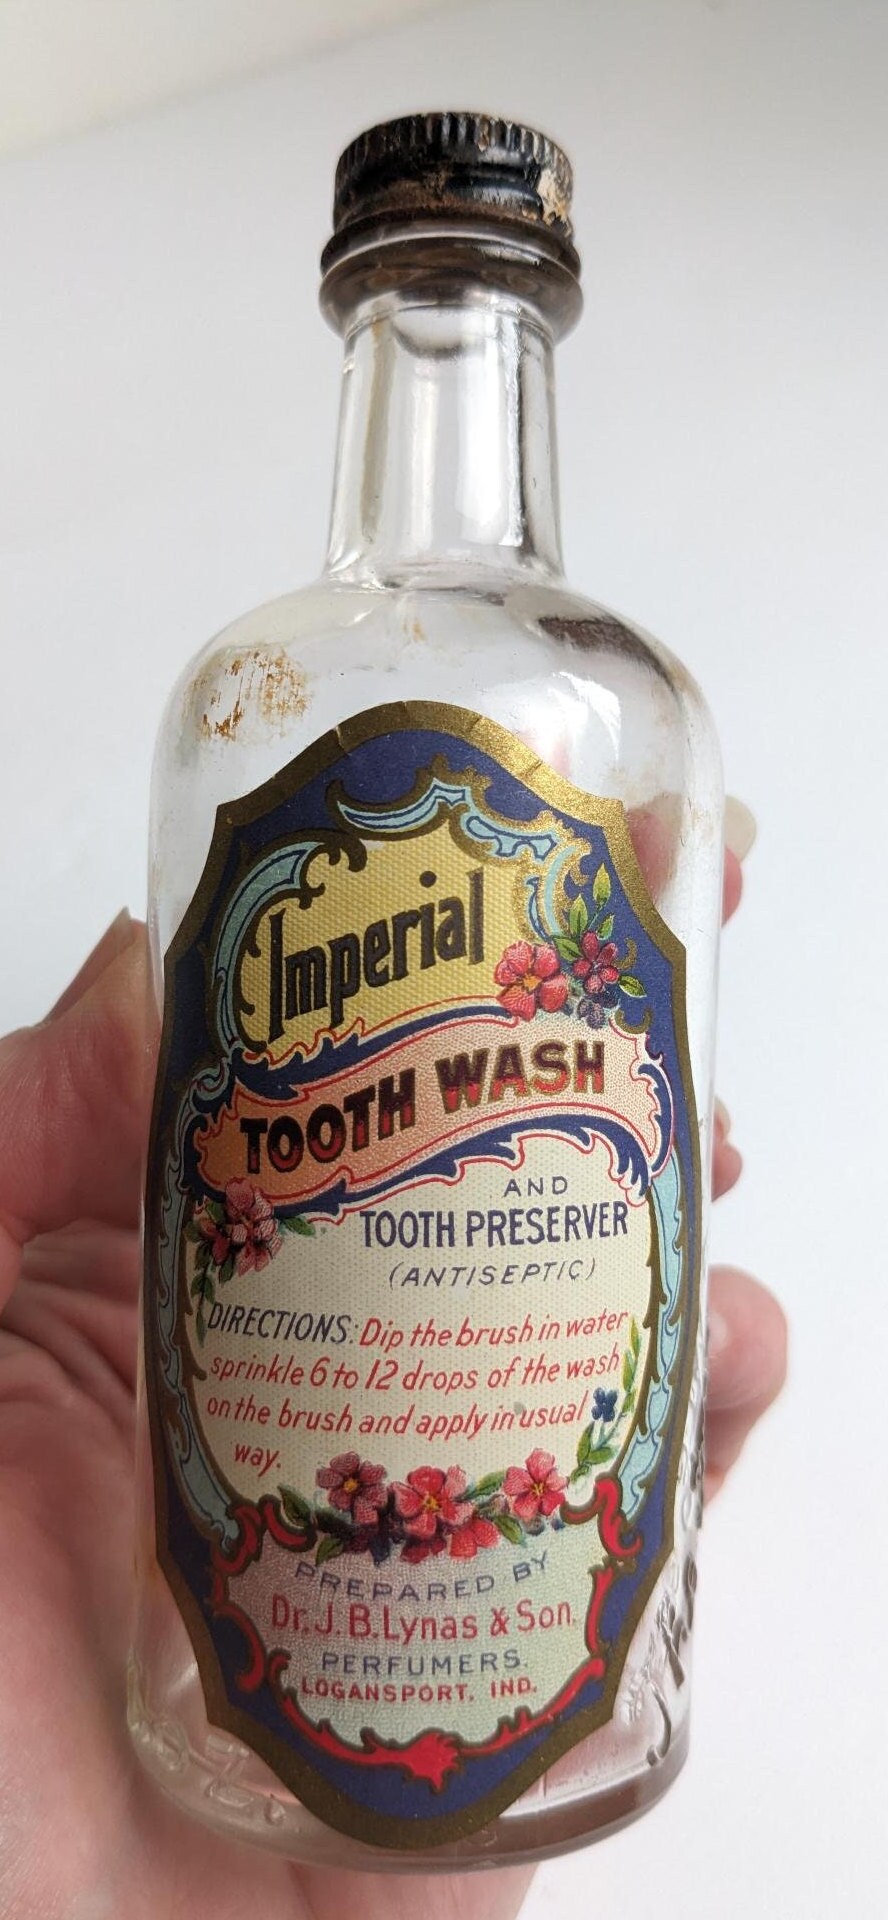 Imperial
TOOTH WASH
AND
TOOTH PRESERVER
(ANTISEPTIC)
DIRECTIONS: Dip the brush in water
sprinkle 6 to 12 drops of the wash
on the brush and apply in usual
way.
PREPARED BY
Dr. J. B. Lynas & Son.
PERFUMERS.
LOGANSPORT, IND.